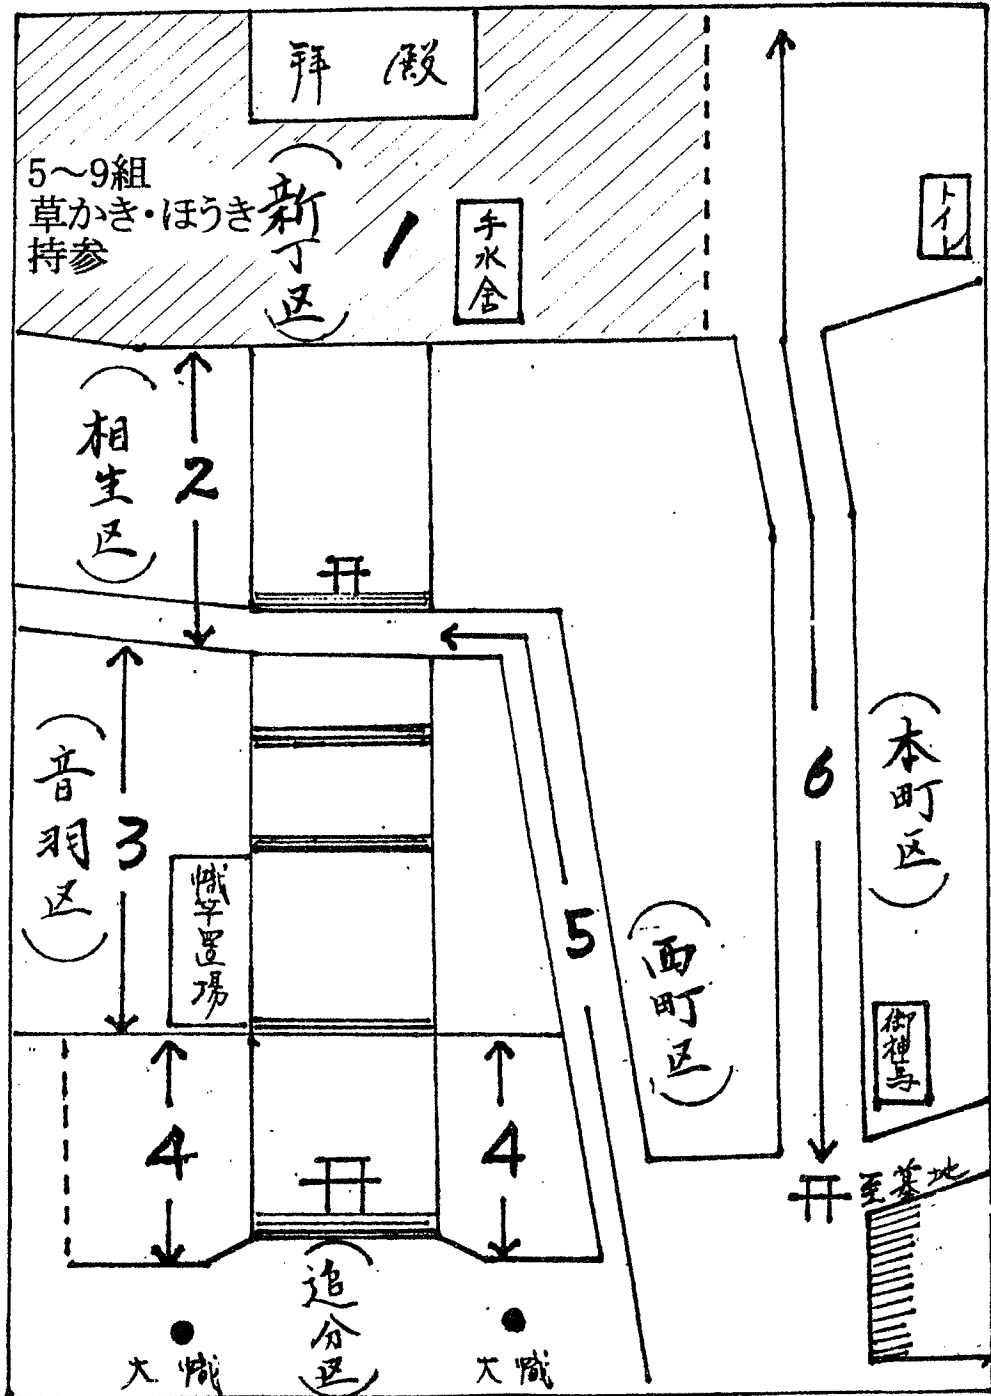 拝殿
5〜9組
草かき・ほうき
持参
(新丁区)
1
手水舎
トイレ
(相生区)
2
(音羽区)
3
幟竿置場
(本町区)
6
5
(西町区)
御神馬
4
4
至墓地
(追分区)
大幟
大幟